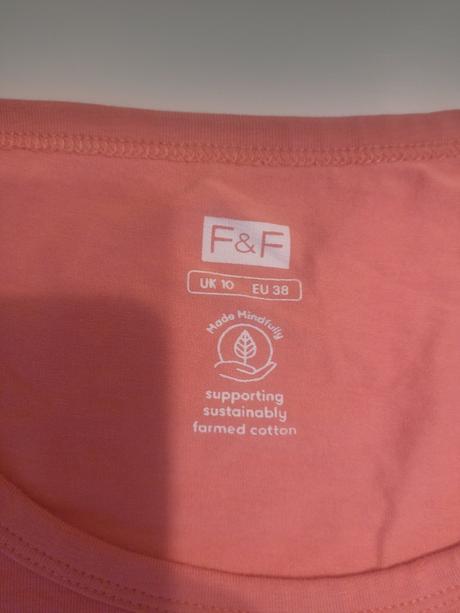 F&F
UK 10 EU 38
Made Mindfully
supporting
sustainably
farmed cotton